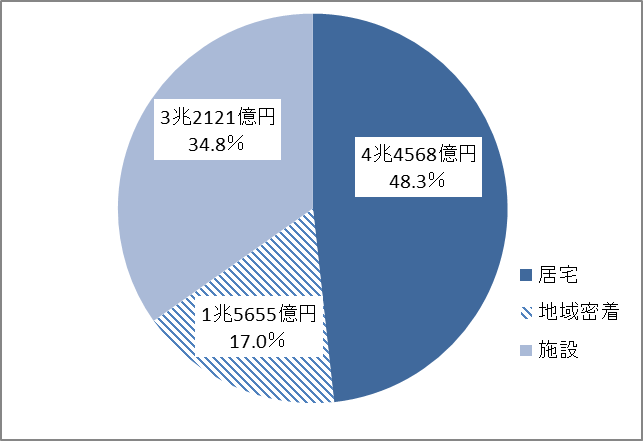 3兆2121億円
34.8%
4兆4568億円
48.3%
1兆5655億円
17.0%
居宅
地域密着
施設